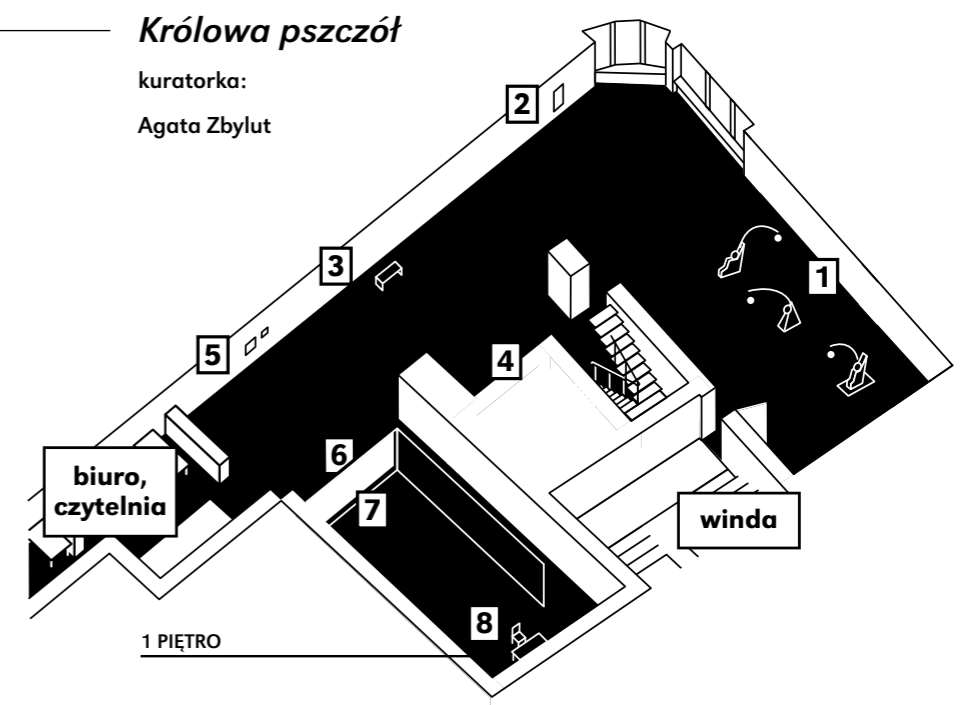 Królowa pszczół
kuratorka:
Agata Zbylut
2
3
1
5
4
6
biuro,
czytelnia
7
winda
8
1 PIĘTRO